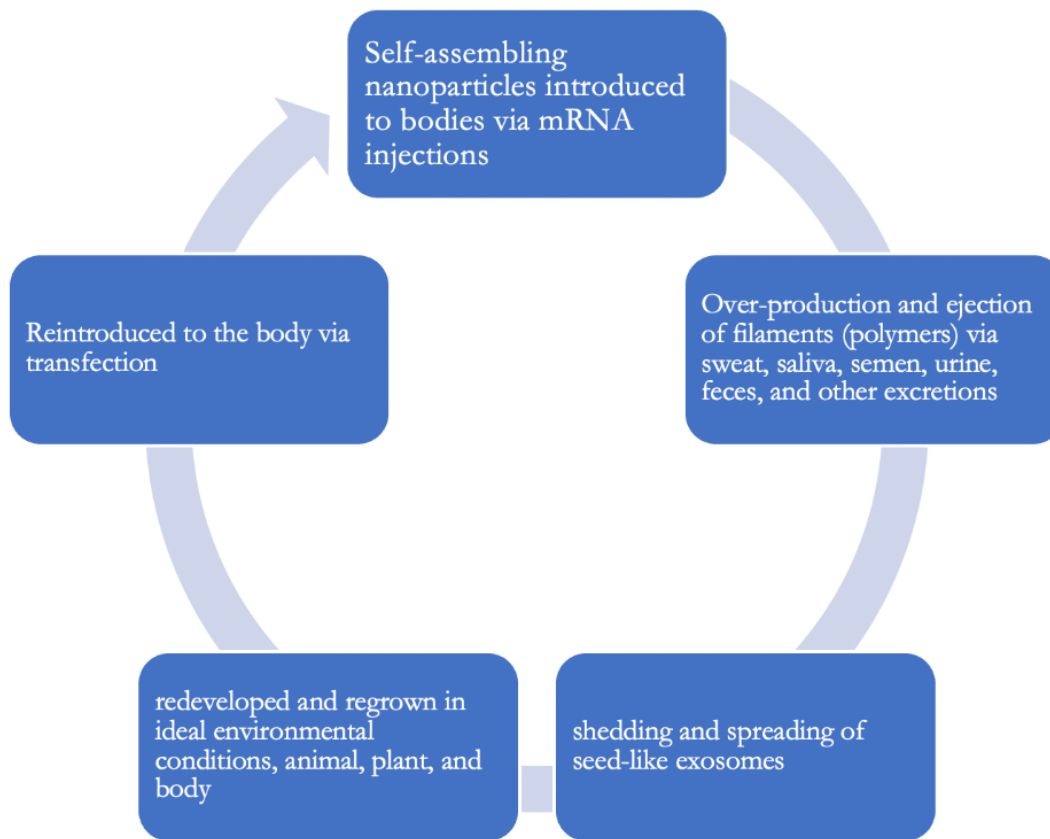 Self-assembling
nanoparticles introduced
to bodies via mRNA
injections
Over-production and ejection
of filaments (polymers) via
sweat, saliva, semen, urine,
feces, and other excretions
shedding and spreading of
seed-like exosomes
redeveloped and regrown in
ideal environmental
conditions, animal, plant, and
body
Reintroduced to the body via
transfection